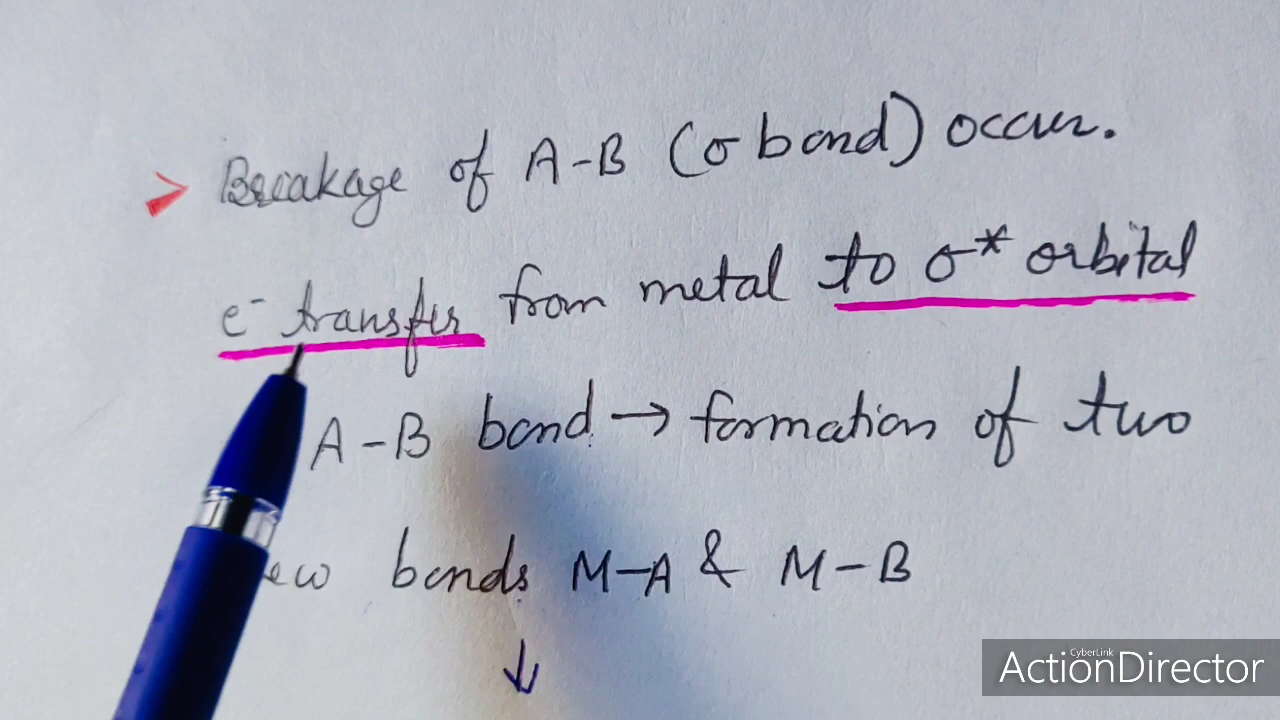 > Breakage of A-B (σ bond) occur.
e⁻ transfer from metal to σ* orbital
A-B bond → formation of two
ew bonds M-A & M-B
↓
CyberLink
ActionDirector